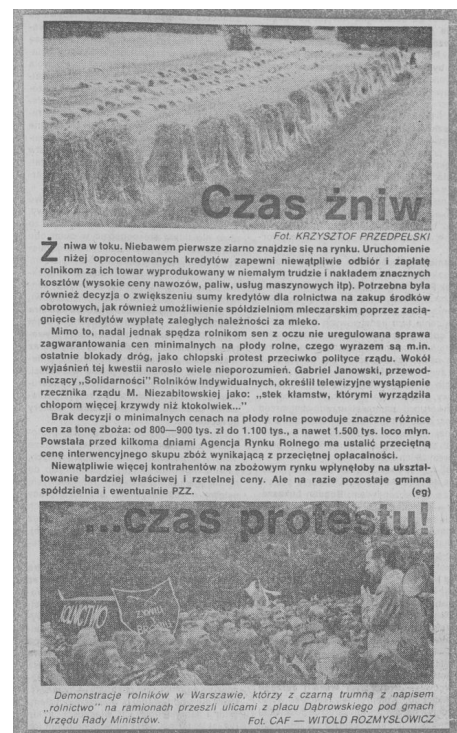 Czas żniw
Fot. KRZYSZTOF PRZEDPELSKI
Żniwa w toku. Niebawem pierwsze ziarno znajdzie się na rynku. Uruchomienie
niżej oprocentowanych kredytów zapewni niewątpliwie odbiór i zapłatę
rolnikom za ich towar wyprodukowany w niemałym trudzie i nakładem znacznych
kosztów (wysokie ceny nawozów, paliw, usług maszynowych itp). Potrzebna była
również decyzja o zwiększeniu sumy kredytów dla rolnictwa na zakup środków
obrotowych, jak również umożliwienie spółdzielniom mleczarskim poprzez zacią-
gnięcie kredytów wypłatę zaległych należności za mleko.
Mimo to, nadal jednak spędza rolnikom sen z oczu nie uregulowana sprawa
zagwarantowania cen minimalnych na płody rolne, czego wyrazem są m.in.
ostatnie blokady dróg, jako chłopski protest przeciwko polityce rządu. Wokół
wyjaśnień tej kwestii narosło wiele nieporozumień. Gabriel Janowski, przewod-
niczący „Solidarności" Rolników Indywidualnych, określił telewizyjne wystąpienie
rzecznika rządu M. Niezabitowskiej jako: „stek kłamstw, którymi wyrządziła
chłopom więcej krzywdy niż ktokolwiek..."
Brak decyzji o minimalnych cenach na płody rolne powoduje znaczne różnice
cen za tonę zboża: od 800—900 tys. zł do 1.100 tys., a nawet 1.500 tys. loco młyn.
Powstała przed kilkoma dniami Agencja Rynku Rolnego ma ustalić przeciętną
cenę interwencyjnego skupu zbóż wynikającą z przeciętnej opłacalności.
Niewątpliwie więcej kontrahentów na zbożowym rynku wpłynęłoby na ukształ-
towanie bardziej właściwej i rzetelnej ceny. Ale na razie pozostaje gminna
spółdzielnia i ewentualnie PZZ. (eg)
...czas protestu!
ROLNICTWO
ŻYWIĄ
Demonstracje rolników w Warszawie, którzy z czarną trumną z napisem
„rolnictwo" na ramionach przeszli ulicami z placu Dąbrowskiego pod gmach
Urzędu Rady Ministrów. Fot. CAF — WITOLD ROZMYSŁOWICZ